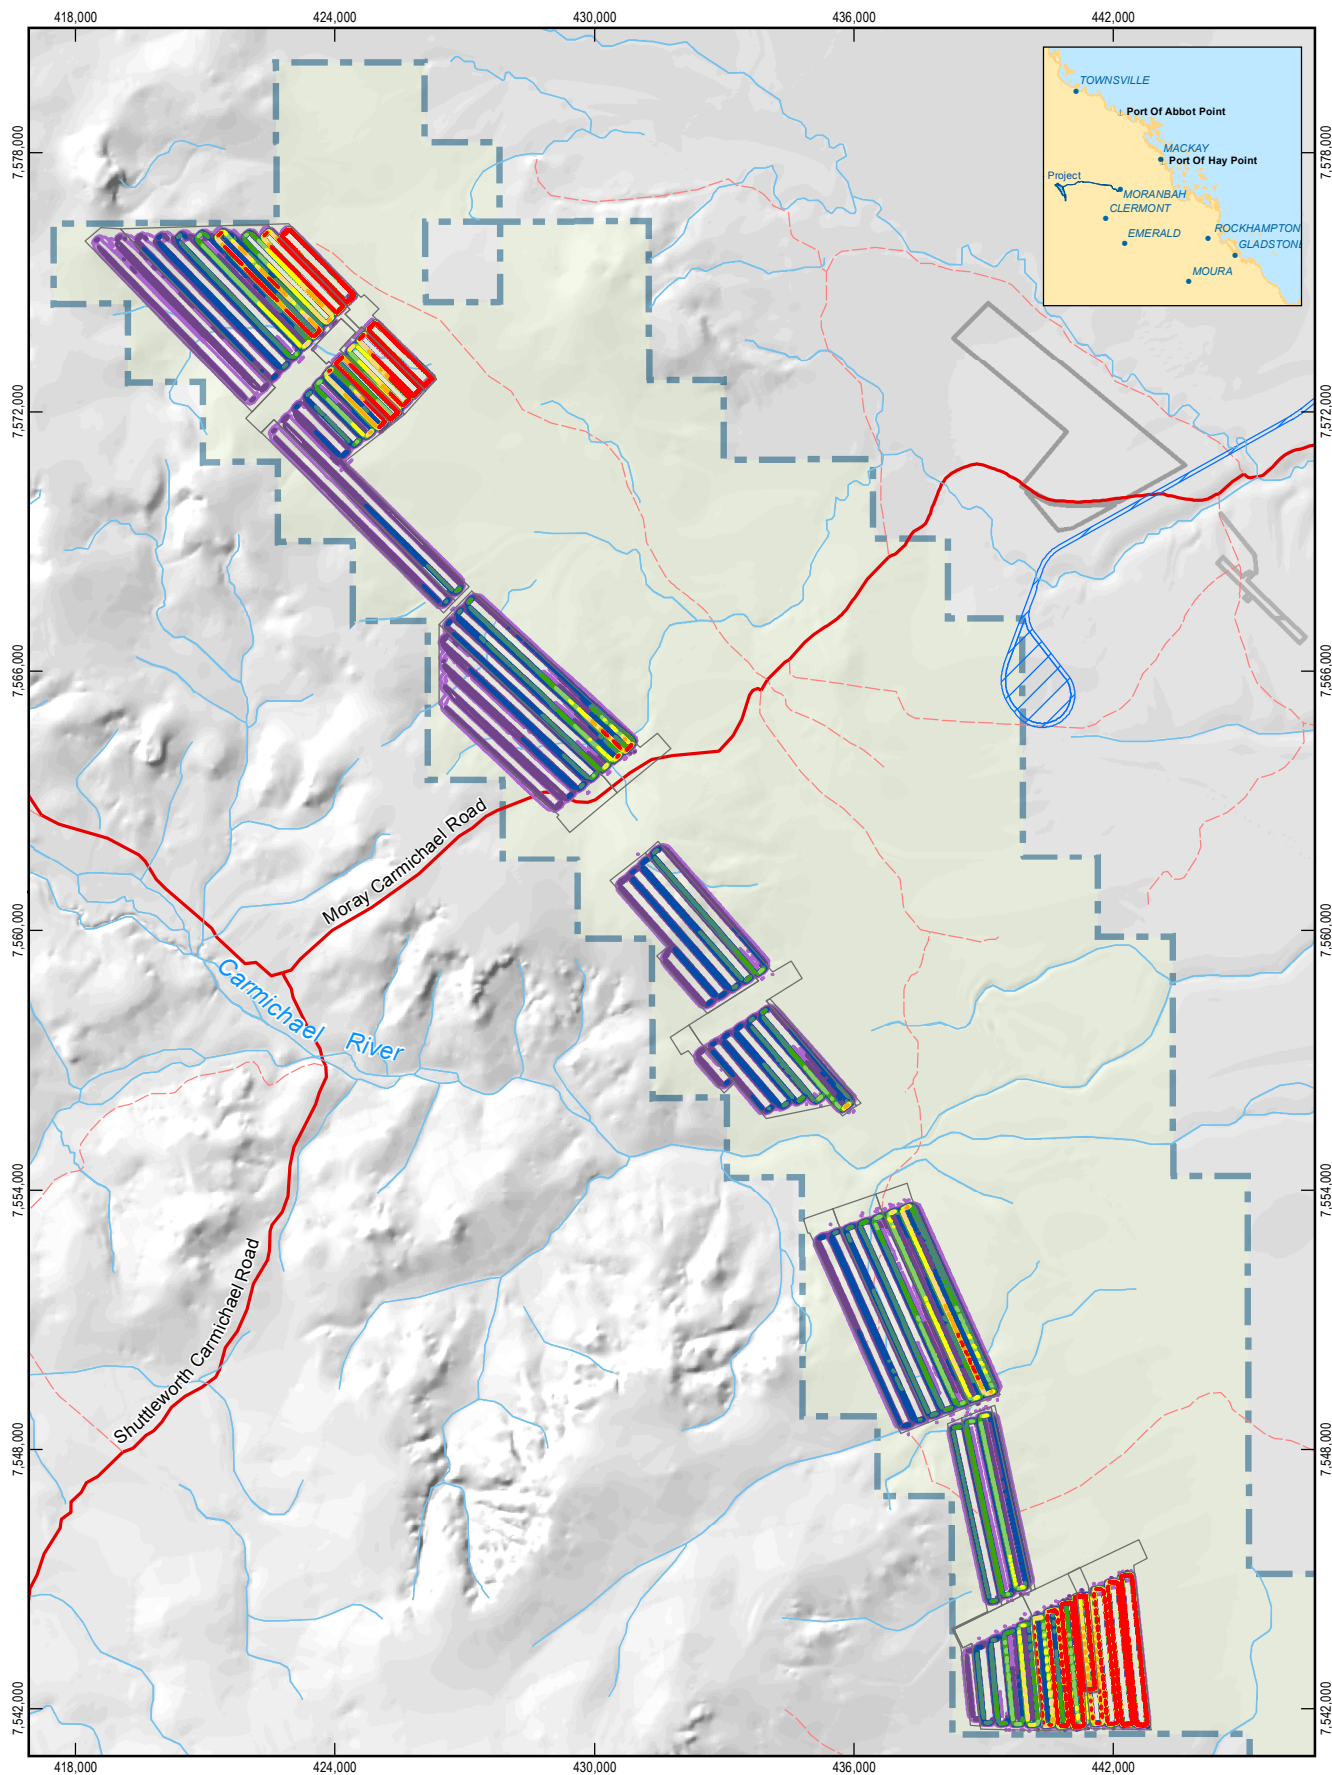 418,000 424,000 430,000 436,000 442,000
TOWNSVILLE
Port Of Abbot Point
MACKAY
Port Of Hay Point
Project
MORANBAH
CLERMONT
EMERALD
ROCKHAMPTON
GLADSTONE
MOURA
7,578,000 7,578,000
7,572,000 7,572,000
7,566,000 7,566,000
Moray Carmichael Road
7,560,000 7,560,000
Carmichael River
7,554,000 7,554,000
Shuttleworth Carmichael Road
7,548,000 7,548,000
7,542,000 7,542,000
418,000 424,000 430,000 436,000 442,000